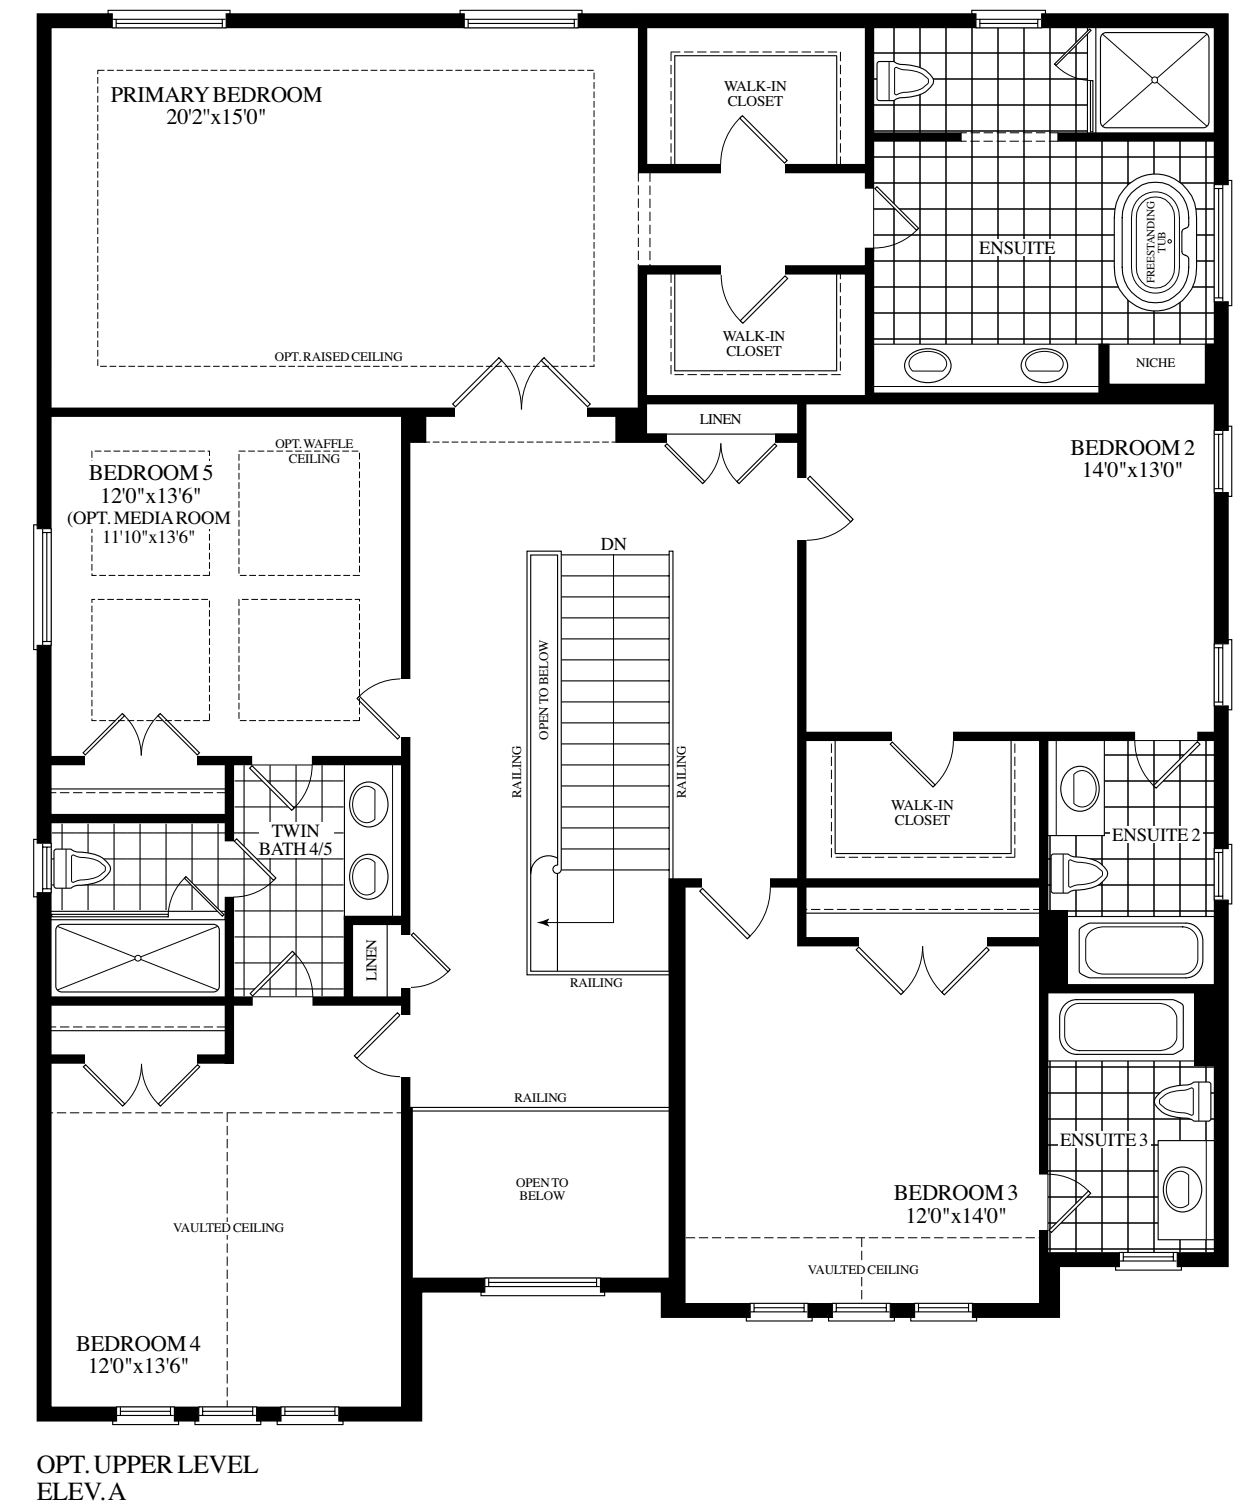 PRIMARY BEDROOM
20'2"x15'0"
OPT. RAISED CEILING
WALK-IN
CLOSET
WALK-IN
CLOSET
ENSUITE
FREESTANDING
TUB
NICHE
LINEN
BEDROOM 2
14'0"x13'0"
OPT. WAFFLE
CEILING
BEDROOM 5
12'0"x13'6"
(OPT. MEDIA ROOM
11'10"x13'6"
DN
OPEN TO BELOW
RAILING
RAILING
WALK-IN
CLOSET
ENSUITE 2
TWIN
BATH 4/5
LINEN
RAILING
RAILING
OPEN TO
BELOW
ENSUITE 3
BEDROOM 3
12'0"x14'0"
VAULTED CEILING
VAULTED CEILING
BEDROOM 4
12'0"x13'6"
OPT. UPPER LEVEL
ELEV. A